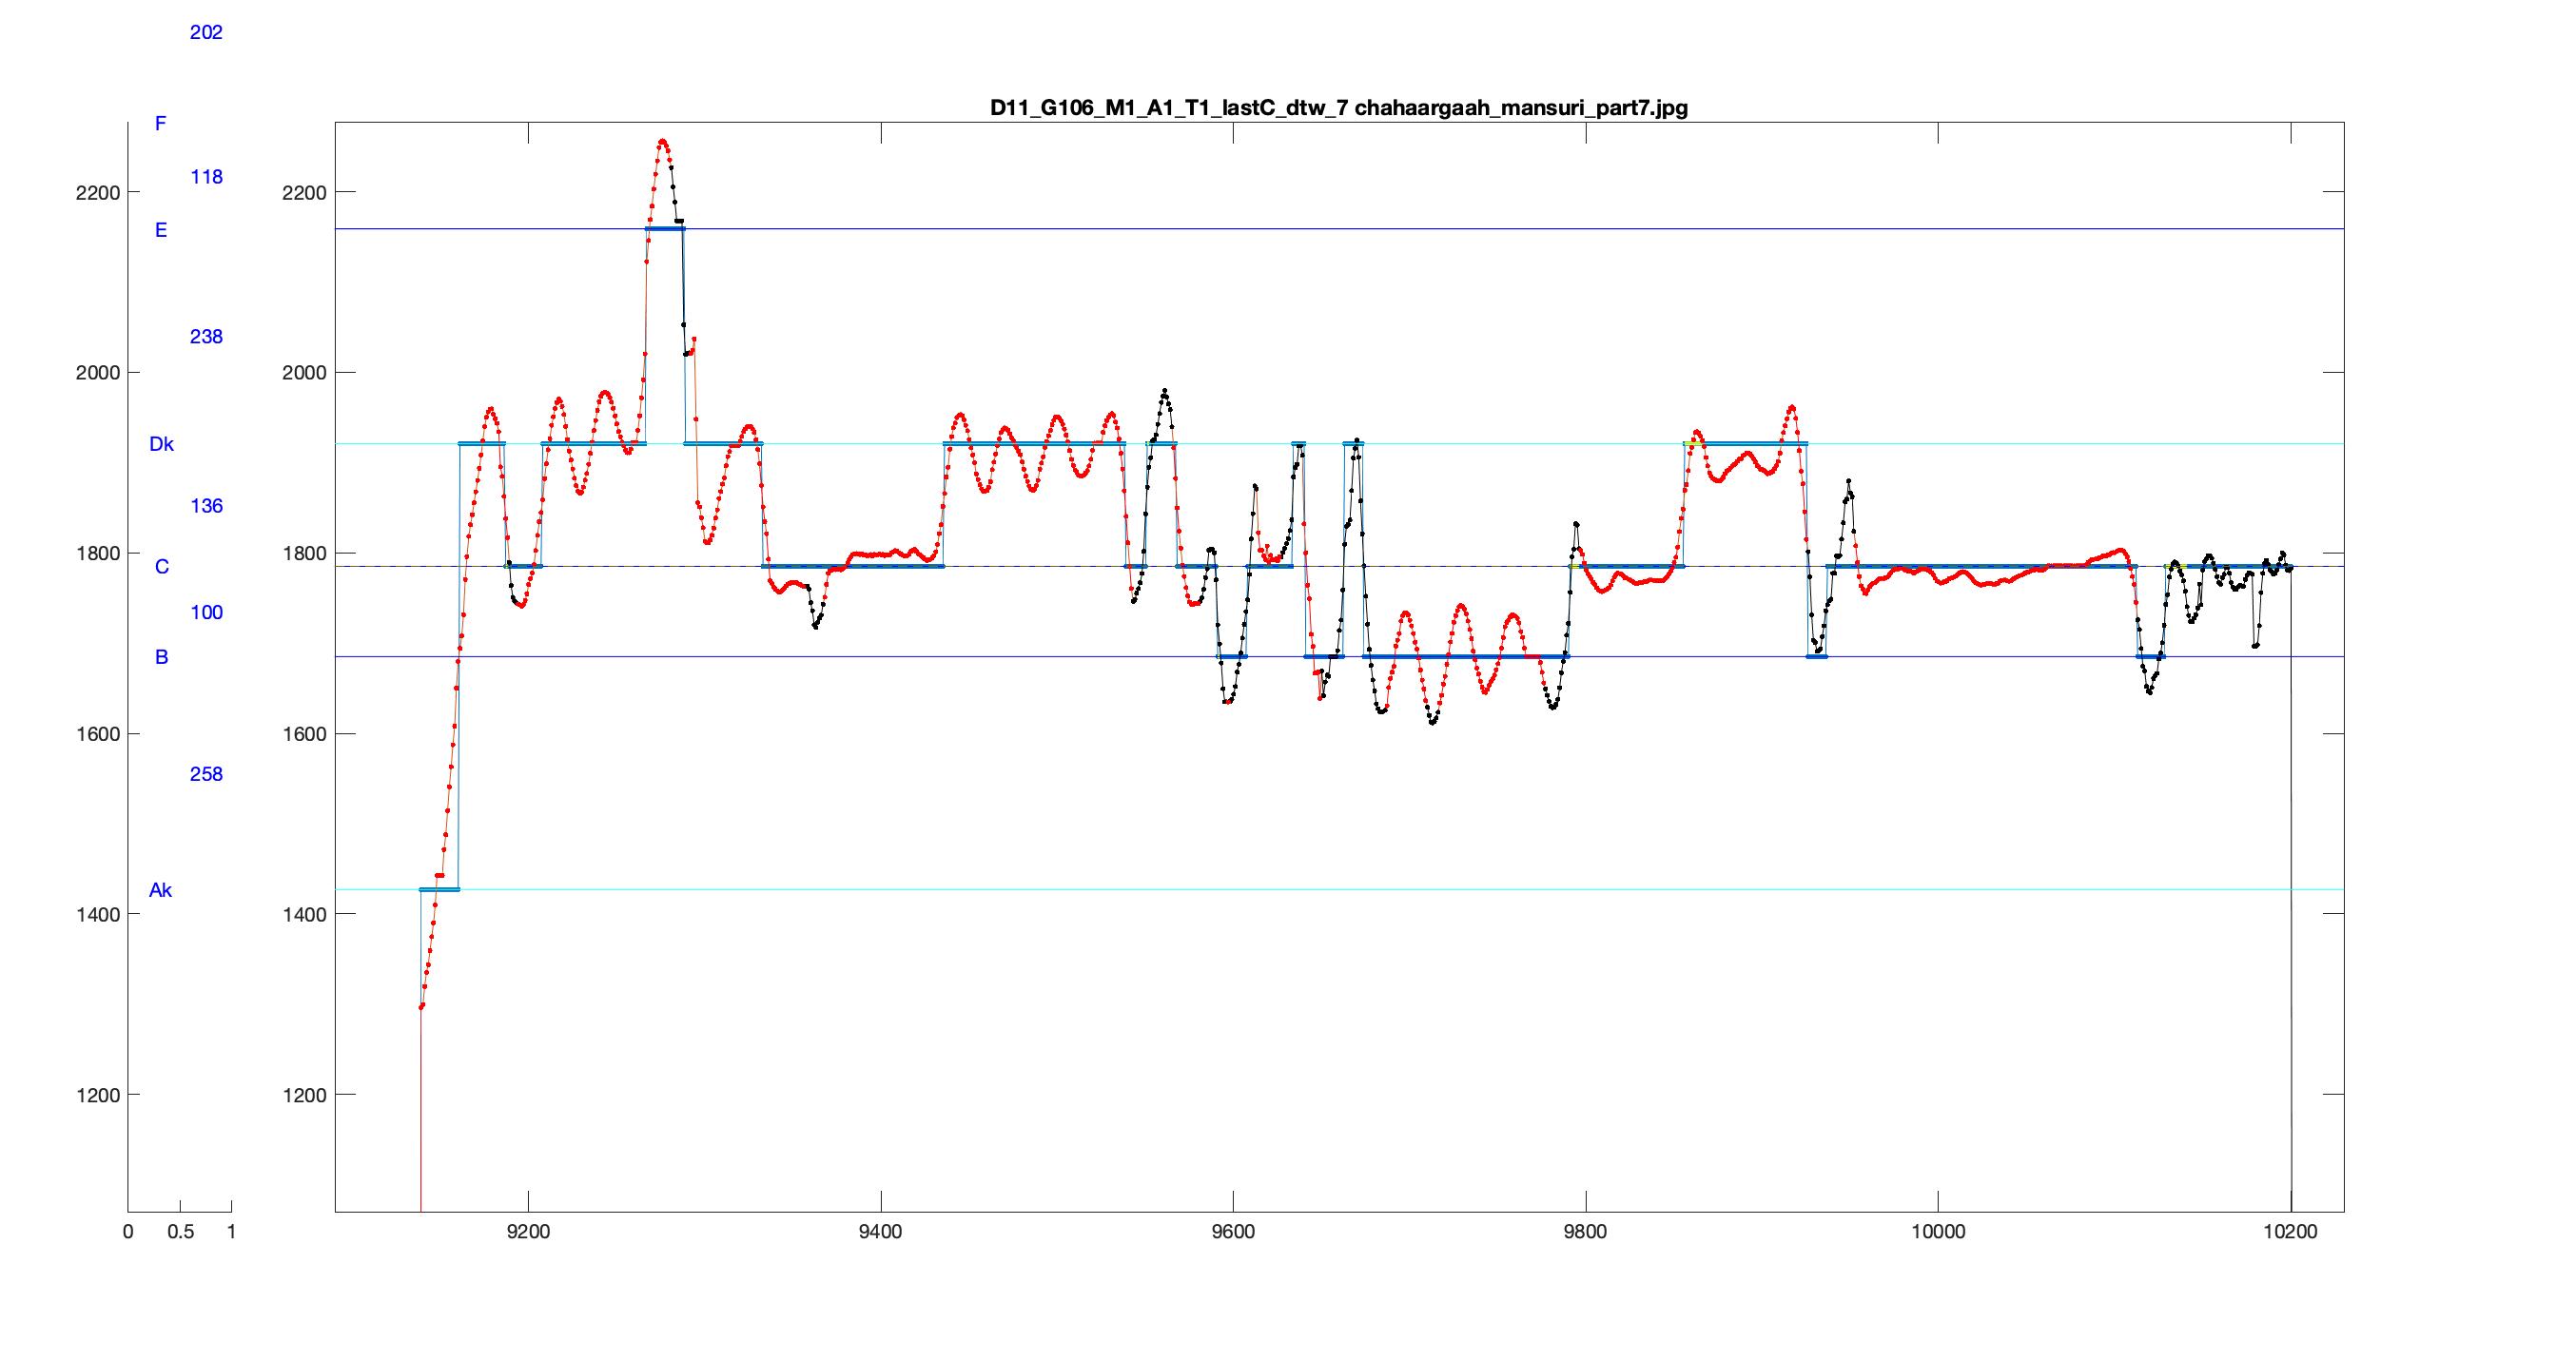 202
D11_G106_M1_A1_T1_lastC_dtw_7 chahaargaah_mansuri_part7.jpg
F
118
2200 2200
E
238
2000 2000
Dk
136
1800 1800
C
100
B
1600 1600
258
Ak
1400 1400
1200 1200
0 0.5 1 9200 9400 9600 9800 10000 10200